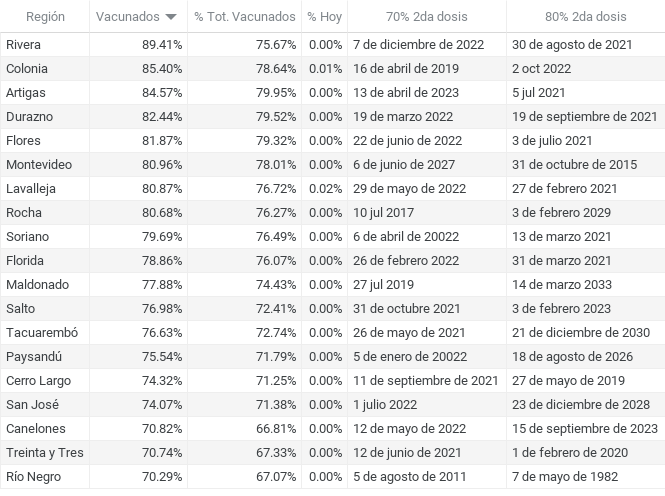 Región Vacunados % Tot. Vacunados % Hoy 70% 2da dosis 80% 2da dosis
Rivera 89.41% 75.67% 0.00% 7 de diciembre de 2022 30 de agosto de 2021
Colonia 85.40% 78.64% 0.01% 16 de abril de 2019 2 oct 2022
Artigas 84.57% 79.95% 0.00% 13 de abril de 2023 5 jul 2021
Durazno 82.44% 79.52% 0.00% 19 de marzo 2022 19 de septiembre de 2021
Flores 81.87% 79.32% 0.00% 22 de junio de 2022 3 de julio 2021
Montevideo 80.96% 78.01% 0.00% 6 de junio de 2027 31 de octubre de 2015
Lavalleja 80.87% 76.72% 0.02% 29 de mayo de 2022 27 de febrero 2021
Rocha 80.68% 76.27% 0.00% 10 jul 2017 3 de febrero 2029
Soriano 79.69% 76.49% 0.00% 6 de abril de 20022 13 de marzo 2021
Florida 78.86% 76.07% 0.00% 26 de febrero 2022 31 de marzo 2021
Maldonado 77.88% 74.43% 0.00% 27 jul 2019 14 de marzo 2033
Salto 76.98% 72.41% 0.00% 31 de octubre 2021 3 de febrero 2023
Tacuarembó 76.63% 72.74% 0.00% 26 de mayo de 2021 21 de diciembre de 2030
Paysandú 75.54% 71.79% 0.00% 5 de enero de 20022 18 de agosto de 2026
Cerro Largo 74.32% 71.25% 0.00% 11 de septiembre de 2021 27 de mayo de 2019
San José 74.07% 71.38% 0.00% 1 julio 2022 23 de diciembre de 2028
Canelones 70.82% 66.81% 0.00% 12 de mayo de 2022 15 de septiembre de 2023
Treinta y Tres 70.74% 67.33% 0.00% 12 de junio de 2021 1 de febrero de 2020
Río Negro 70.29% 67.07% 0.00% 5 de agosto de 2011 7 de mayo de 1982